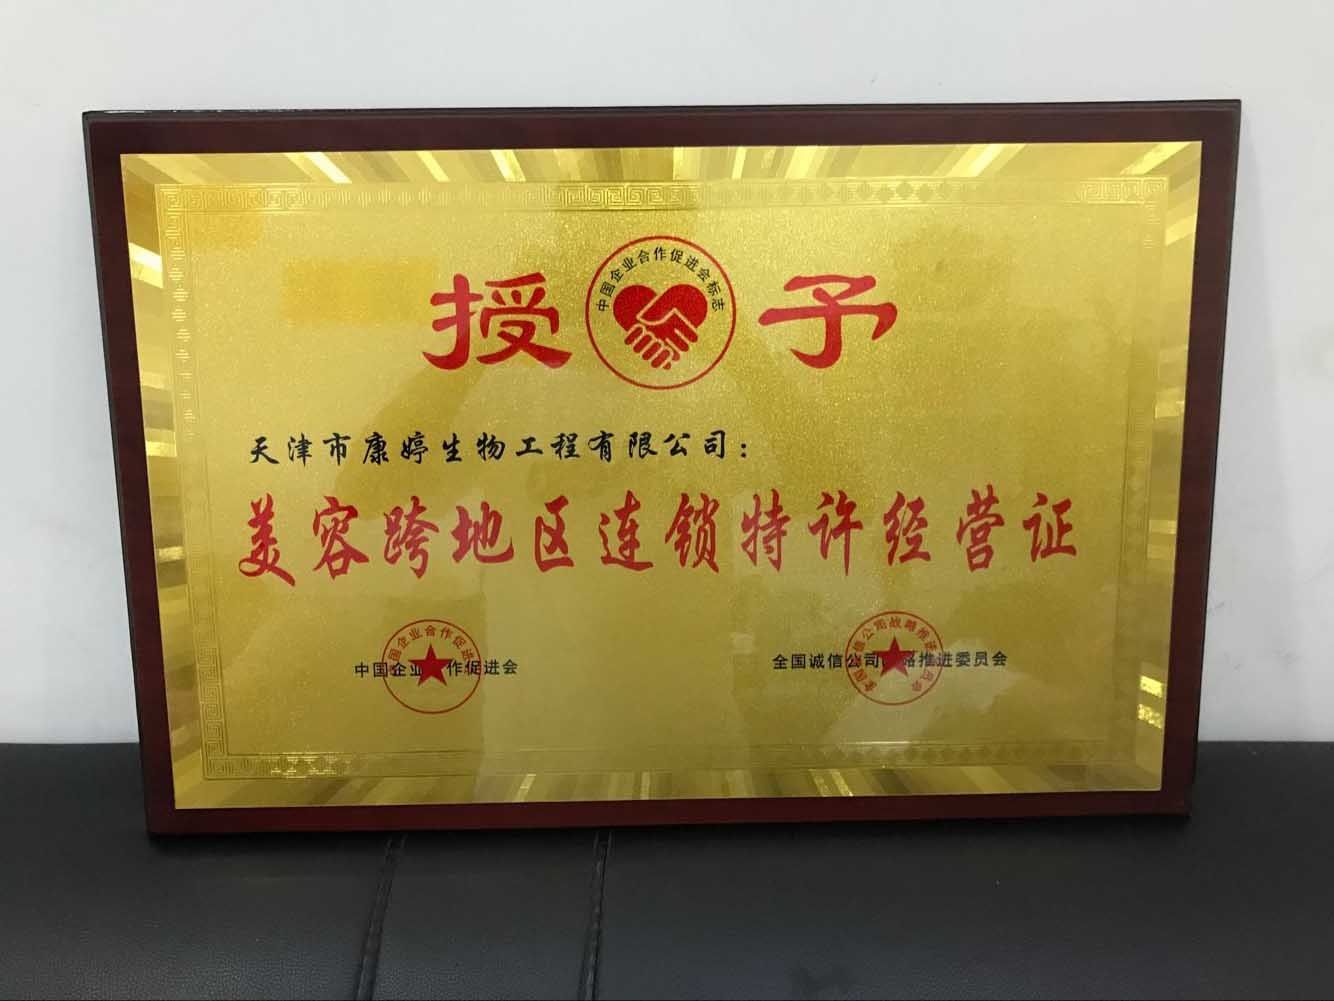 授 予
中国企业合作促进会标志
天津市康婷生物工程有限公司：
美容跨地区连锁特许经营证
中国企业合作促进会
全国诚信公司战略推进委员会